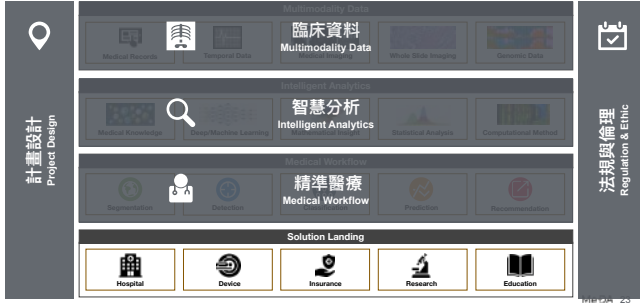 計畫設計
Project Design
Multimodality Data
臨床資料
Multimodality Data
Medical Records
Temporal Data
Medical Imaging
Whole Slide Imaging
Genomic Data
Intelligent Analytics
智慧分析
Intelligent Analytics
Medical Knowledge
Deep/Machine Learning
Statistical Analysis
Computational Method
Medical Workflow
精準醫療
Medical Workflow
Segmentation
Detection
Prediction
Recommendation
Solution Landing
Hospital
Device
Insurance
Research
Education
法規與倫理
Regulation & Ethic
23